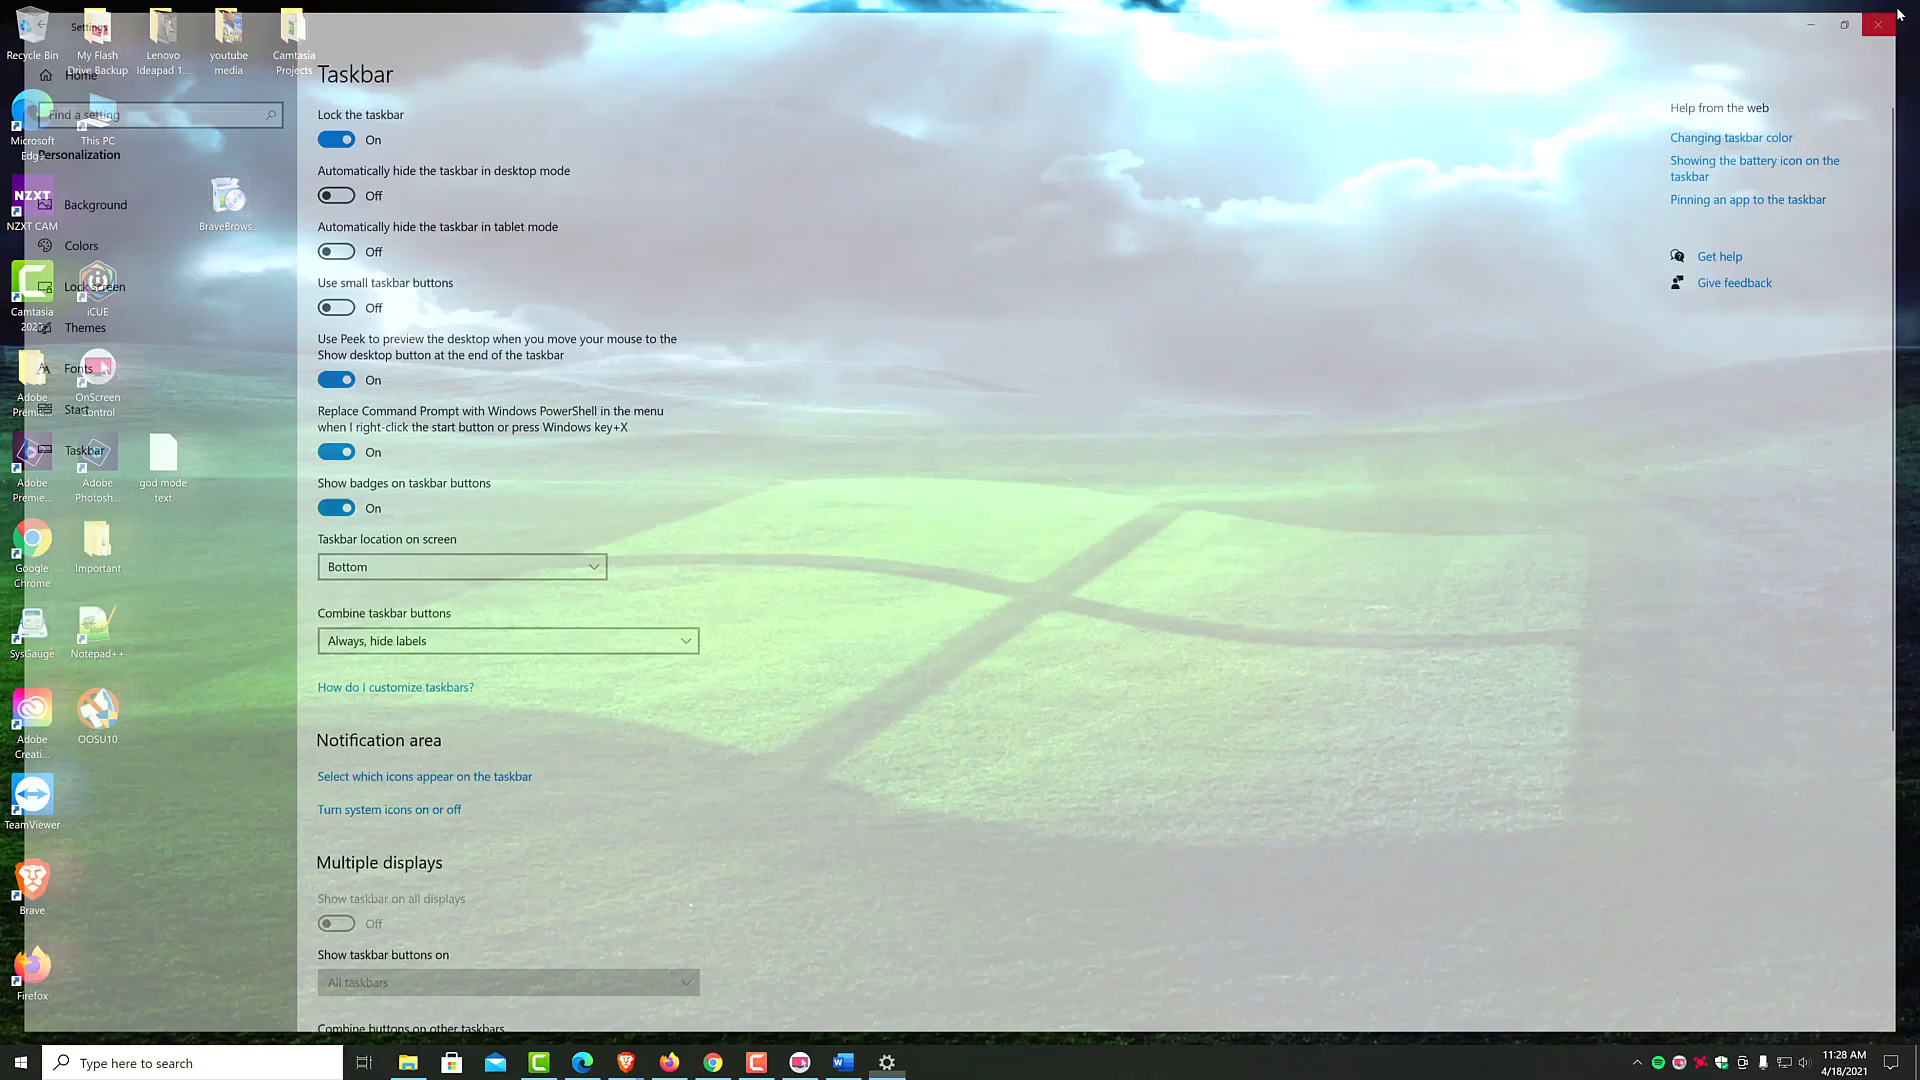 Settings
Home
Find a setting
Personalization
Background
Colors
Lock screen
Themes
Fonts
Start
Taskbar
Recycle Bin
My Flash
Drive Backup
Lenovo
Ideapad 1...
youtube
media
Camtasia
Projects
Microsoft
Edge
This PC
NZXT
NZXT CAM
BraveBrows...
Camtasia
iCUE
Adobe
Premie...
OnScreen
Control
Adobe
Premie...
Adobe
Photosh...
god mode
text
Google
Chrome
Important
SysGauge
Notepad++
Adobe
Creati...
OOSU10
TeamViewer
Brave
Firefox
Taskbar
Lock the taskbar
On
Automatically hide the taskbar in desktop mode
Off
Automatically hide the taskbar in tablet mode
Off
Use small taskbar buttons
Off
Use Peek to preview the desktop when you move your mouse to the
Show desktop button at the end of the taskbar
On
Replace Command Prompt with Windows PowerShell in the menu
when I right-click the start button or press Windows key+X
On
Show badges on taskbar buttons
On
Taskbar location on screen
Bottom
Combine taskbar buttons
Always, hide labels
How do I customize taskbars?
Notification area
Select which icons appear on the taskbar
Turn system icons on or off
Multiple displays
Show taskbar on all displays
Off
Show taskbar buttons on
All taskbars
Combine buttons on other taskbars
Help from the web
Changing taskbar color
Showing the battery icon on the
taskbar
Pinning an app to the taskbar
Get help
Give feedback
Type here to search
11:28 AM
4/18/2021